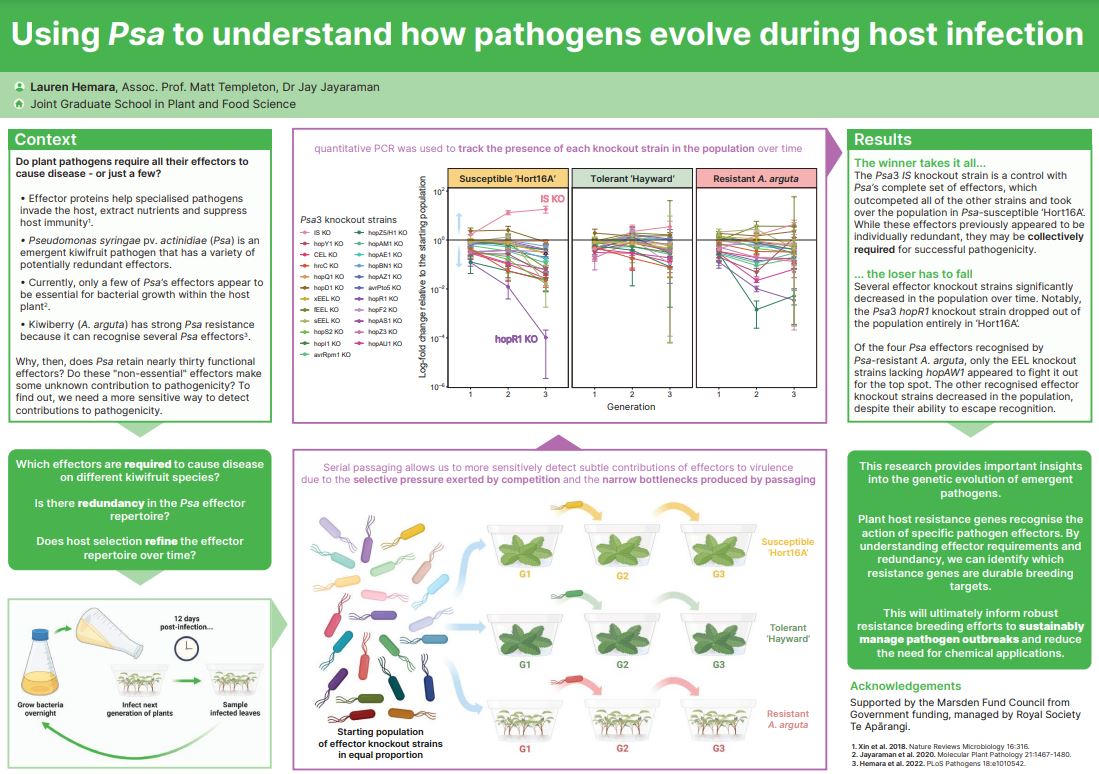 Using Psa to understand how pathogens evolve during host infection
Lauren Hemara, Assoc. Prof. Matt Templeton, Dr Jay Jayaraman
Joint Graduate School in Plant and Food Science
Context
Do plant pathogens require all their effectors to
cause disease - or just a few?
• Effector proteins help specialised pathogens
invade the host, extract nutrients and suppress
host immunity¹.
• Pseudomonas syringae pv. actinidiae (Psa) is an
emergent kiwifruit pathogen that has a variety of
potentially redundant effectors.
• Currently, only a few of Psa’s effectors appear to
be essential for bacterial growth within the host
plant².
• Kiwiberry (A. arguta) has strong Psa resistance
because it can recognise several Psa effectors³.
Why, then, does Psa retain nearly thirty functional
effectors? Do these "non-essential" effectors make
some unknown contribution to pathogenicity? To
find out, we need a more sensitive way to detect
contributions to pathogenicity.
Which effectors are required to cause disease
on different kiwifruit species?
Is there redundancy in the Psa effector
repertoire?
Does host selection refine the effector
repertoire over time?
12 days
post-infection...
Grow bacteria
overnight
Infect next
generation of plants
Sample
infected leaves
quantitative PCR was used to track the presence of each knockout strain in the population over time
Psa3 knockout strains
IS KO
hopY1 KO
CEL KO
hrcC KO
hopQ1 KO
hopD1 KO
xEEL KO
fEEL KO
sEEL KO
hopS2 KO
hopI1 KO
avrRpm1 KO
hopZ5/H1 KO
hopAM1 KO
hopAE1 KO
hopBN1 KO
hopAZ1 KO
avrPto5 KO
hopR1 KO
hopF2 KO
hopAS1 KO
hopZ3 KO
hopAU1 KO
Log-fold change relative to the starting population
10²
10⁰
10⁻²
10⁻⁴
10⁻⁶
Susceptible ‘Hort16A’
Tolerant ‘Hayward’
Resistant A. arguta
IS KO
hopR1 KO
1 2 3
1 2 3
1 2 3
Generation
Serial passaging allows us to more sensitively detect subtle contributions of effectors to virulence
due to the selective pressure exerted by competition and the narrow bottlenecks produced by passaging
Starting population
of effector knockout strains
in equal proportion
G1 G2 G3
Susceptible
‘Hort16A’
G1 G2 G3
Tolerant
‘Hayward’
G1 G2 G3
Resistant
A. arguta
Results
The winner takes it all...
The Psa3 IS knockout strain is a control with
Psa’s complete set of effectors, which
outcompeted all of the other strains and took
over the population in Psa-susceptible ‘Hort16A’.
While these effectors previously appeared to be
individually redundant, they may be collectively
required for successful pathogenicity.
... the loser has to fall
Several effector knockout strains significantly
decreased in the population over time. Notably,
the Psa3 hopR1 knockout strain dropped out of
the population entirely in ‘Hort16A’.
Of the four Psa effectors recognised by
Psa-resistant A. arguta, only the EEL knockout
strains lacking hopAW1 appeared to fight it out
for the top spot. The other recognised effector
knockout strains decreased in the population,
despite their ability to escape recognition.
This research provides important insights
into the genetic evolution of emergent
pathogens.
Plant host resistance genes recognise the
action of specific pathogen effectors. By
understanding effector requirements and
redundancy, we can identify which
resistance genes are durable breeding
targets.
This will ultimately inform robust
resistance breeding efforts to sustainably
manage pathogen outbreaks and reduce
the need for chemical applications.
Acknowledgements
Supported by the Marsden Fund Council from
Government funding, managed by Royal Society
Te Apārangi.
1. Xin et al. 2018. Nature Reviews Microbiology 16:316.
2. Jayaraman et al. 2020. Molecular Plant Pathology 21:1467-1480.
3. Hemara et al. 2022. PLoS Pathogens 18:e1010542.